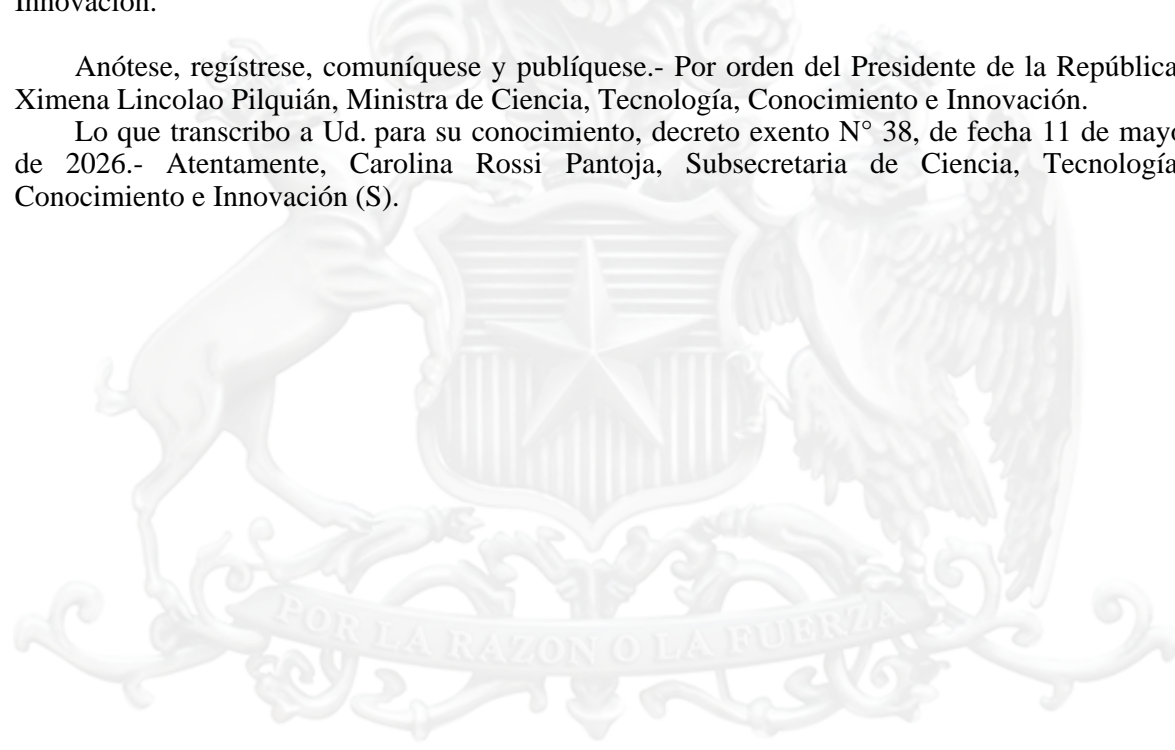 Innovación.
Anótese, regístrese, comuníquese y publíquese.- Por orden del Presidente de la República
Ximena Lincolao Pilquián, Ministra de Ciencia, Tecnología, Conocimiento e Innovación.
Lo que transcribo a Ud. para su conocimiento, decreto exento N° 38, de fecha 11 de mayo
de 2026.- Atentamente, Carolina Rossi Pantoja, Subsecretaria de Ciencia, Tecnología
Conocimiento e Innovación (S).
POR LA RAZON O LA FUERZA